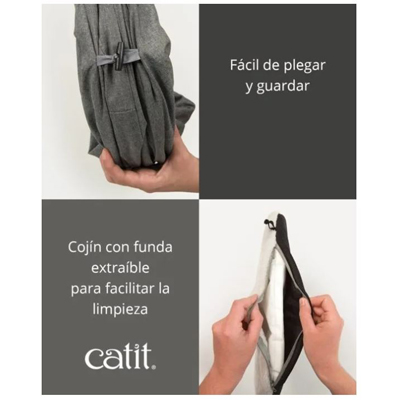 Fácil de plegar
y guardar
Cojín con funda
extraíble
para facilitar la
limpieza
catit®